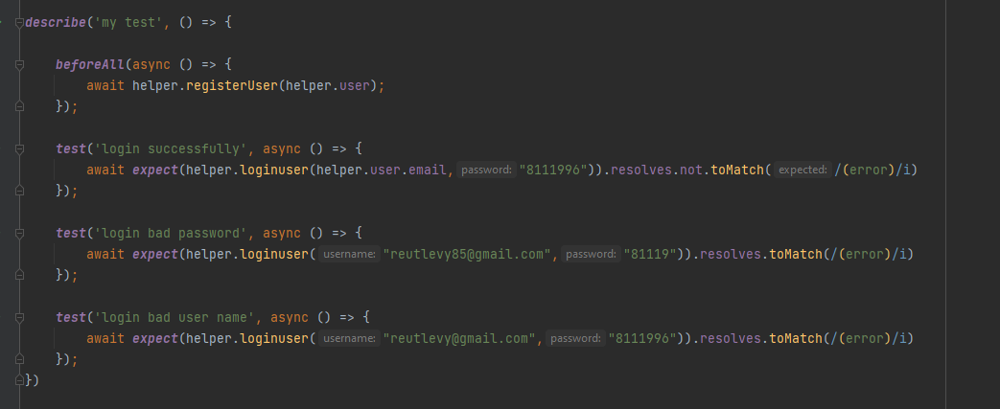 describe('my test', () => {
beforeAll(async () => {
await helper.registerUser(helper.user);
});
test('login successfully', async () => {
await expect(helper.loginuser(helper.user.email, password: "8111996")).resolves.not.toMatch( expected: /(error)/i)
});
test('login bad password', async () => {
await expect(helper.loginuser( username: "reutlevy85@gmail.com", password: "81119")).resolves.toMatch(/(error)/i)
});
test('login bad user name', async () => {
await expect(helper.loginuser( username: "reutlevy@gmail.com", password: "8111996")).resolves.toMatch(/(error)/i)
});
})